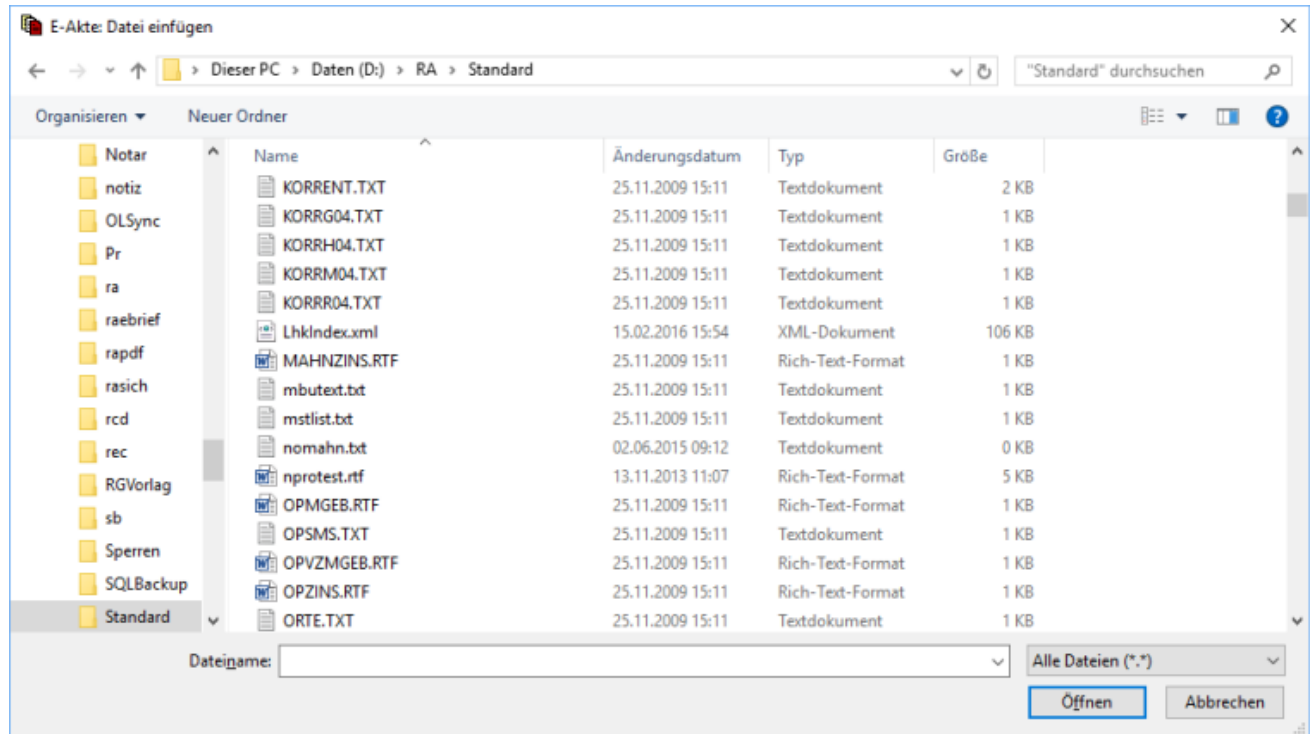 E-Akte: Datei einfügen
Dieser PC > Daten (D:) > RA > Standard
"Standard" durchsuchen
Organisieren
Neuer Ordner
Notar
notiz
OLSync
Pr
ra
raebrief
rapdf
rasich
rcd
rec
RGVorlag
sb
Sperren
SQLBackup
Standard
Name Änderungsdatum Typ Größe
KORRENT.TXT 25.11.2009 15:11 Textdokument 2 KB
KORRG04.TXT 25.11.2009 15:11 Textdokument 1 KB
KORRH04.TXT 25.11.2009 15:11 Textdokument 1 KB
KORRM04.TXT 25.11.2009 15:11 Textdokument 1 KB
KORRR04.TXT 25.11.2009 15:11 Textdokument 1 KB
LhkIndex.xml 15.02.2016 15:54 XML-Dokument 106 KB
MAHNZINS.RTF 25.11.2009 15:11 Rich-Text-Format 1 KB
mbutext.txt 25.11.2009 15:11 Textdokument 1 KB
mstlist.txt 25.11.2009 15:11 Textdokument 1 KB
nomahn.txt 02.06.2015 09:12 Textdokument 0 KB
nprotest.rtf 13.11.2013 11:07 Rich-Text-Format 5 KB
OPMGEB.RTF 25.11.2009 15:11 Rich-Text-Format 1 KB
OPSMS.TXT 25.11.2009 15:11 Textdokument 1 KB
OPVZMGEB.RTF 25.11.2009 15:11 Rich-Text-Format 1 KB
OPZINS.RTF 25.11.2009 15:11 Rich-Text-Format 1 KB
ORTE.TXT 25.11.2009 15:11 Textdokument 1 KB
Dateiname:
Alle Dateien (*.*)
Öffnen
Abbrechen